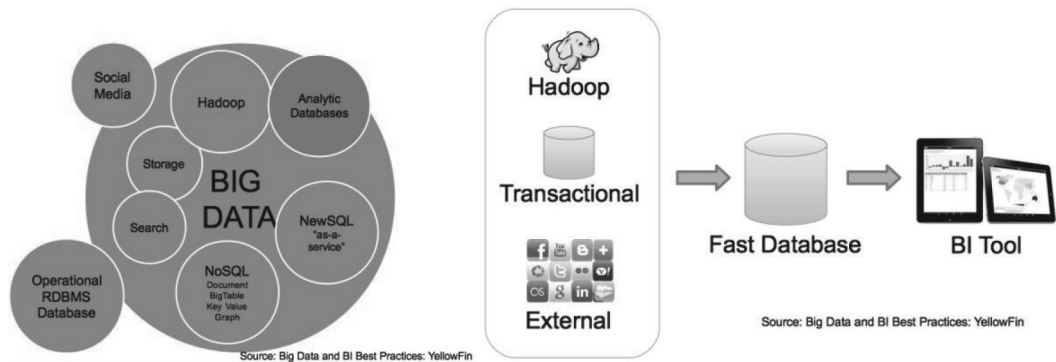 Social
Media
Hadoop
Analytic
Databases
Storage
BIG
DATA
Search
NewSQL
"as-a-
service"
Operational
RDBMS
Database
NoSQL
Document
BigTable
Key Value
Graph
Source: Big Data and BI Best Practices: YellowFin
Hadoop
Transactional
External
Fast Database
BI Tool
Source: Big Data and BI Best Practices: YellowFin